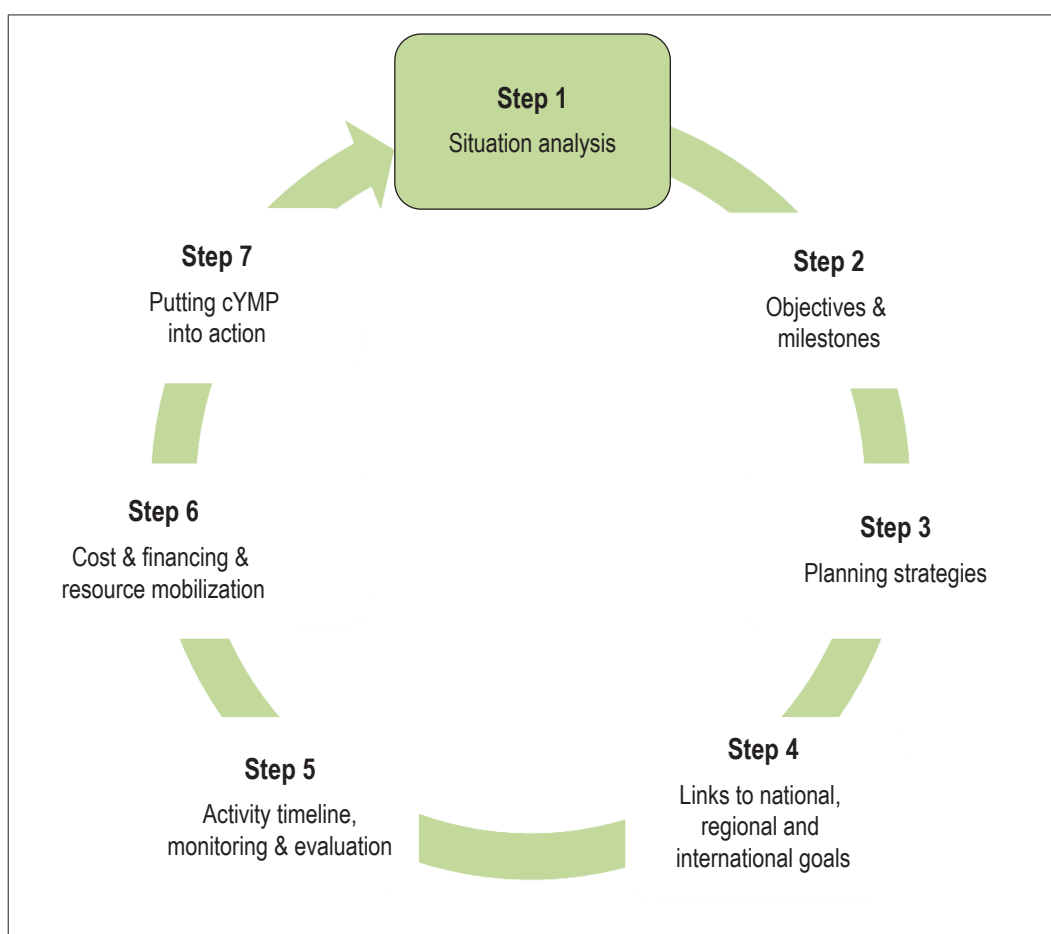 Step 1
Situation analysis
Step 2
Objectives &
milestones
Step 3
Planning strategies
Step 4
Links to national,
regional and
international goals
Step 5
Activity timeline,
monitoring & evaluation
Step 6
Cost & financing &
resource mobilization
Step 7
Putting cYMP
into action